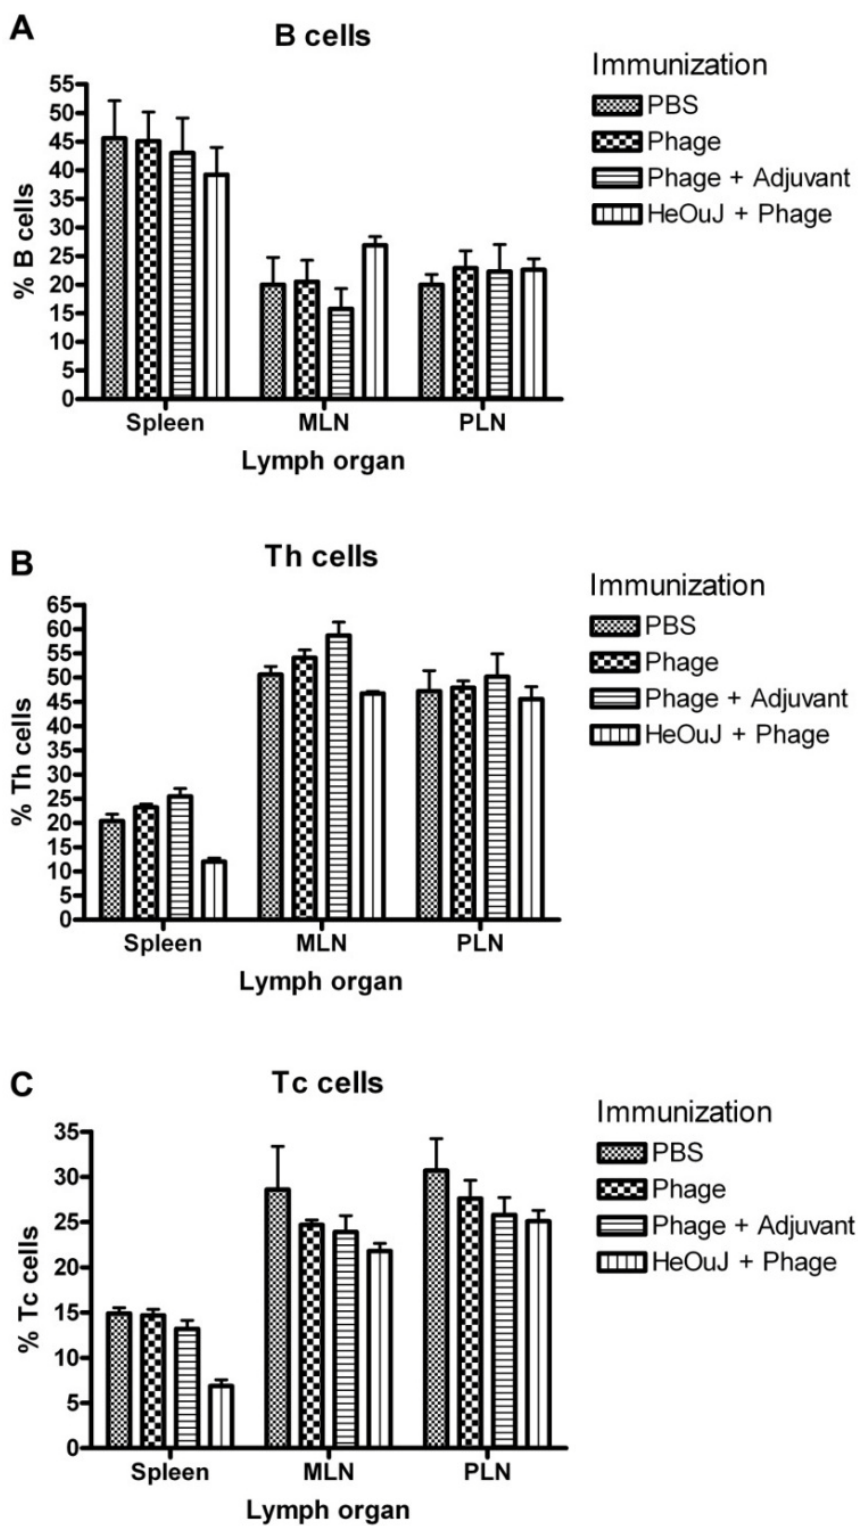 A
B cells
% B cells
55
50
45
40
35
30
25
20
15
10
5
0
Spleen MLN PLN
Lymph organ
Immunization
PBS
Phage
Phage + Adjuvant
HeOuJ + Phage
B
Th cells
% Th cells
65
60
55
50
45
40
35
30
25
20
15
10
5
0
Spleen MLN PLN
Lymph organ
Immunization
PBS
Phage
Phage + Adjuvant
HeOuJ + Phage
C
Tc cells
% Tc cells
35
30
25
20
15
10
5
0
Spleen MLN PLN
Lymph organ
Immunization
PBS
Phage
Phage + Adjuvant
HeOuJ + Phage